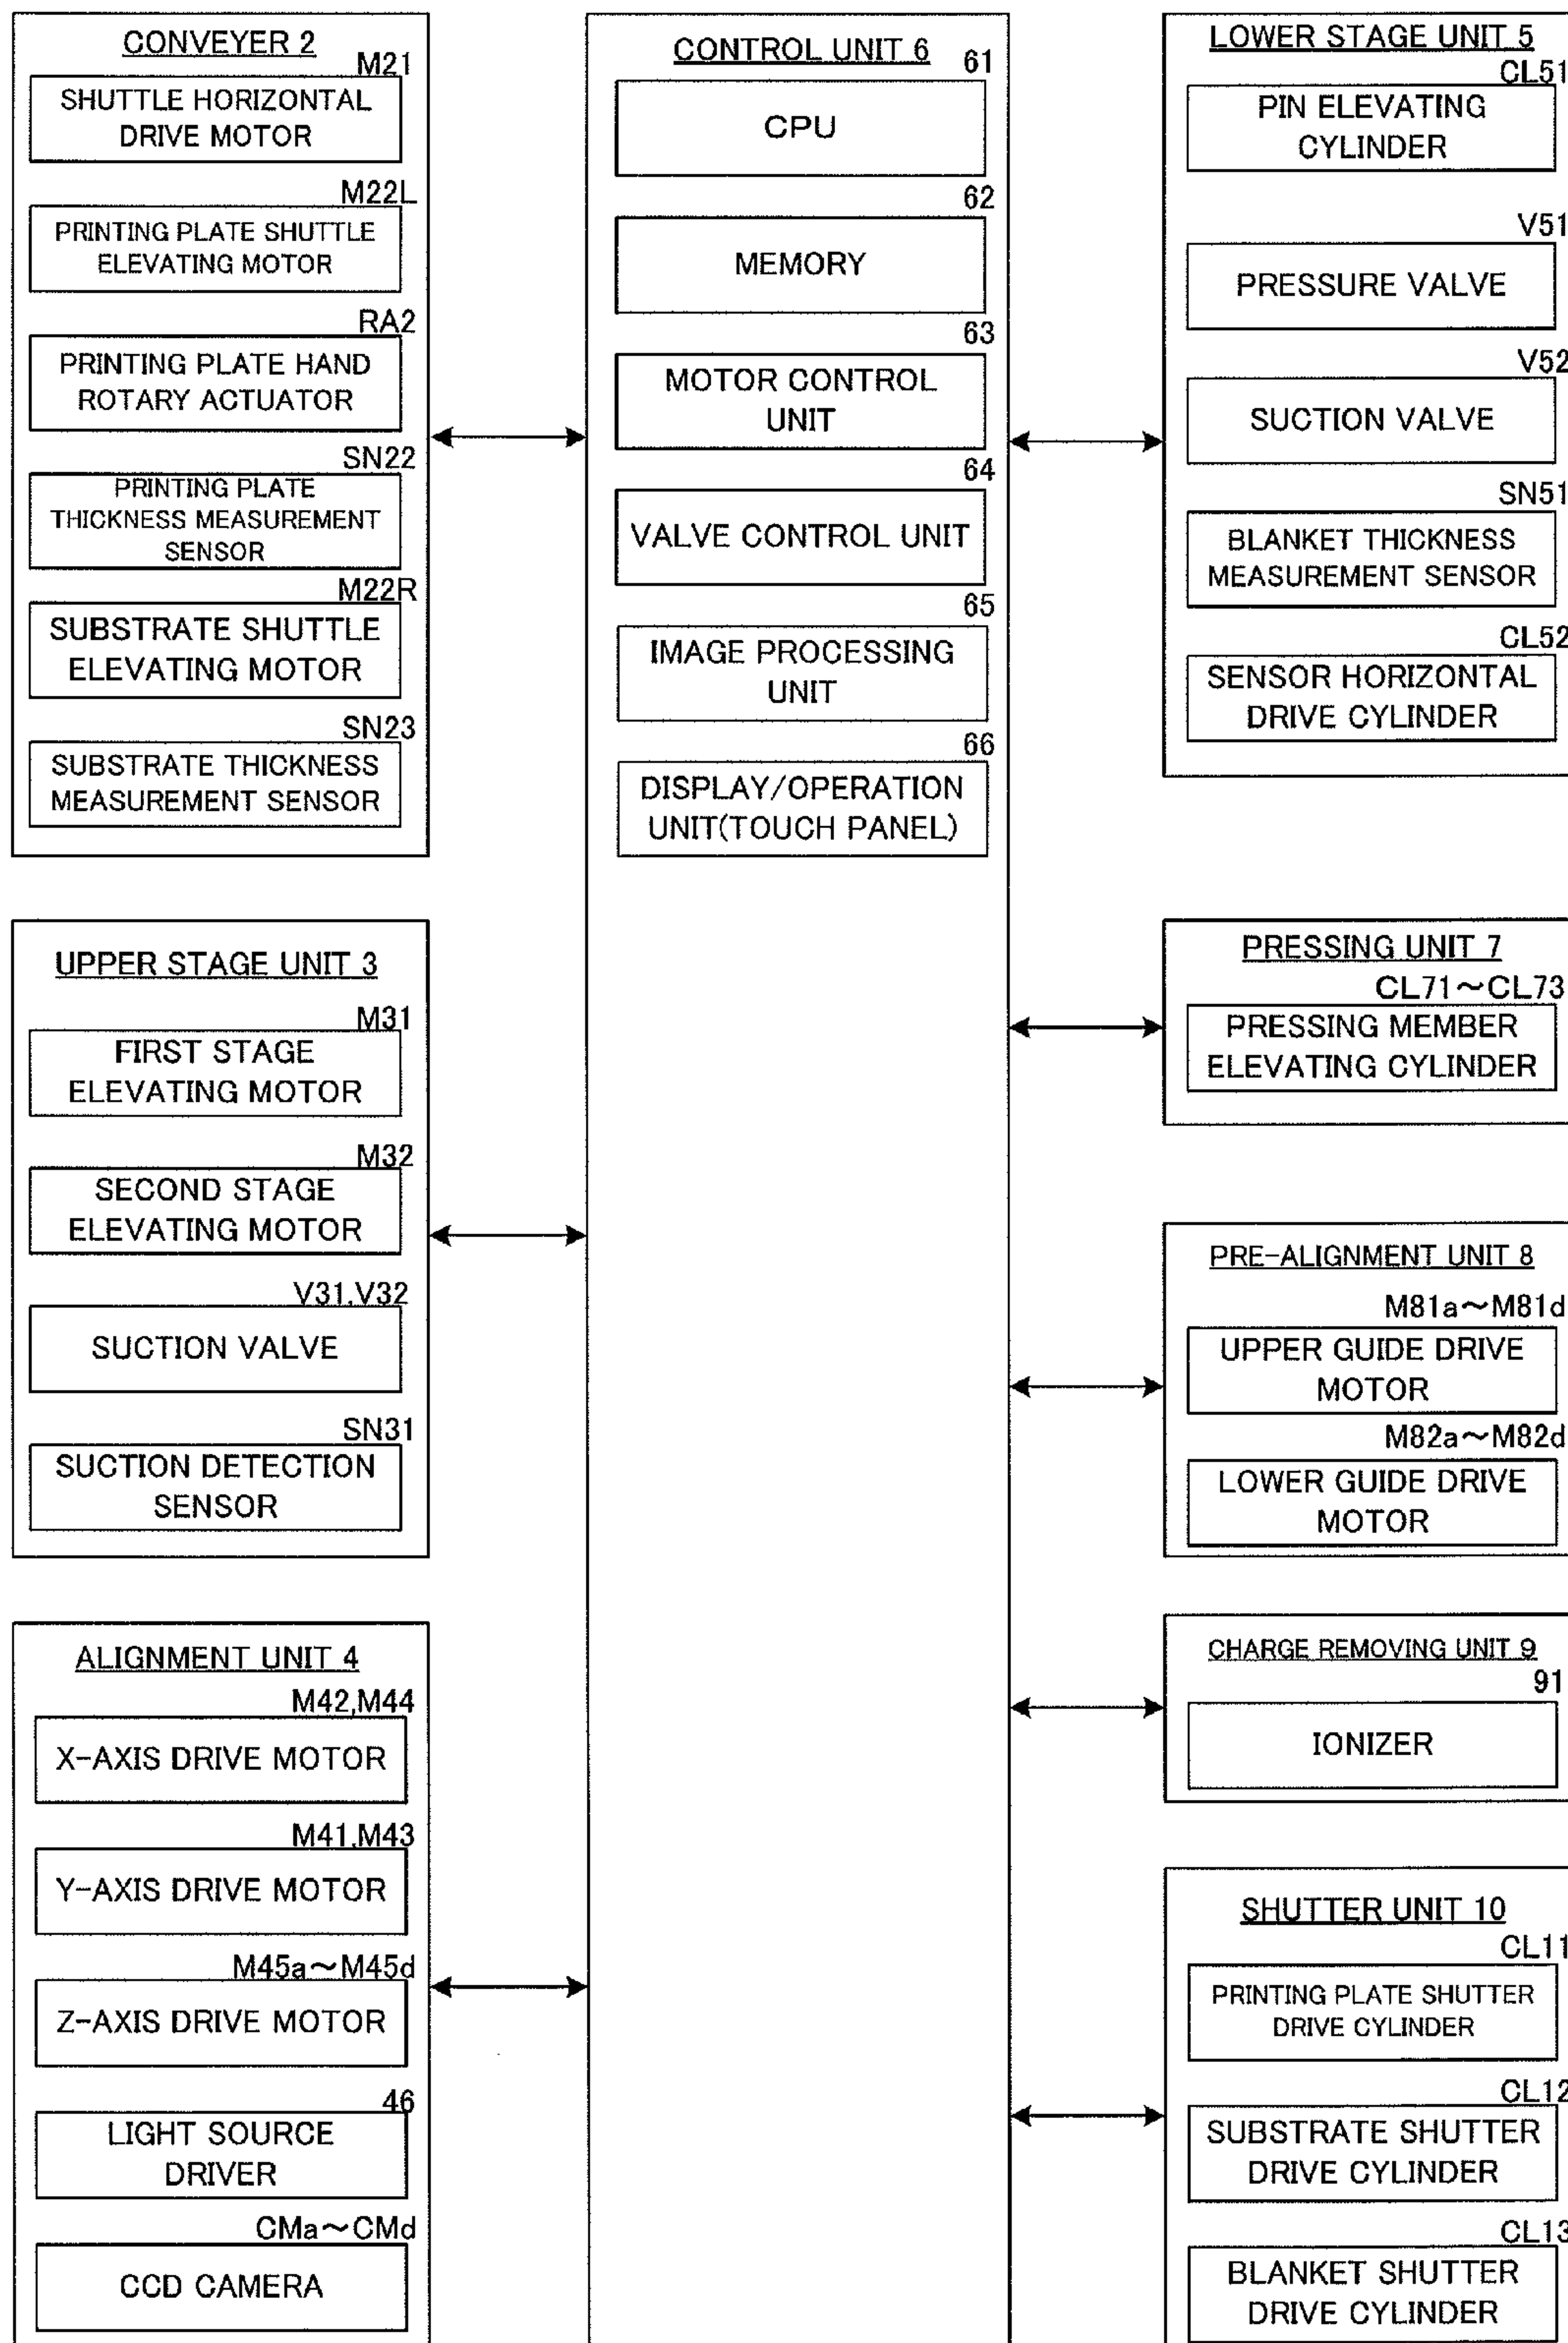 CONVEYER 2
M21
SHUTTLE HORIZONTAL
DRIVE MOTOR
M22L
PRINTING PLATE SHUTTLE
ELEVATING MOTOR
RA2
PRINTING PLATE HAND
ROTARY ACTUATOR
SN22
PRINTING PLATE
THICKNESS MEASUREMENT
SENSOR
M22R
SUBSTRATE SHUTTLE
ELEVATING MOTOR
SN23
SUBSTRATE THICKNESS
MEASUREMENT SENSOR
UPPER STAGE UNIT 3
M31
FIRST STAGE
ELEVATING MOTOR
M32
SECOND STAGE
ELEVATING MOTOR
V31,V32
SUCTION VALVE
SN31
SUCTION DETECTION
SENSOR
ALIGNMENT UNIT 4
M42,M44
X-AXIS DRIVE MOTOR
M41,M43
Y-AXIS DRIVE MOTOR
M45a~M45d
Z-AXIS DRIVE MOTOR
46
LIGHT SOURCE
DRIVER
CMa~CMd
CCD CAMERA
CONTROL UNIT 6
61
CPU
62
MEMORY
63
MOTOR CONTROL
UNIT
64
VALVE CONTROL UNIT
65
IMAGE PROCESSING
UNIT
66
DISPLAY/OPERATION
UNIT(TOUCH PANEL)
LOWER STAGE UNIT 5
CL51
PIN ELEVATING
CYLINDER
V51
PRESSURE VALVE
V52
SUCTION VALVE
SN51
BLANKET THICKNESS
MEASUREMENT SENSOR
CL52
SENSOR HORIZONTAL
DRIVE CYLINDER
PRESSING UNIT 7
CL71~CL73
PRESSING MEMBER
ELEVATING CYLINDER
PRE-ALIGNMENT UNIT 8
M81a~M81d
UPPER GUIDE DRIVE
MOTOR
M82a~M82d
LOWER GUIDE DRIVE
MOTOR
CHARGE REMOVING UNIT 9
91
IONIZER
SHUTTER UNIT 10
CL11
PRINTING PLATE SHUTTER
DRIVE CYLINDER
CL12
SUBSTRATE SHUTTER
DRIVE CYLINDER
CL13
BLANKET SHUTTER
DRIVE CYLINDER